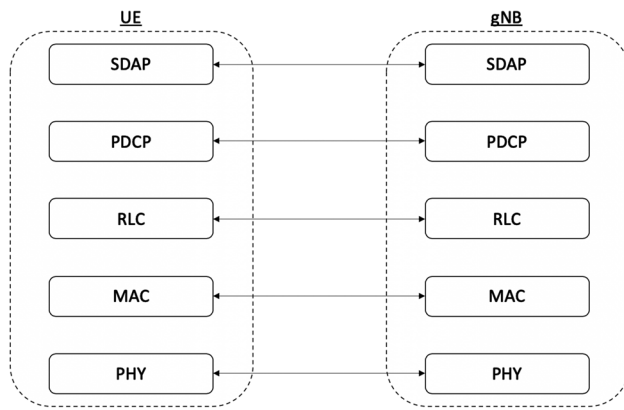 UE gNB
SDAP SDAP
PDCP PDCP
RLC RLC
MAC MAC
PHY PHY